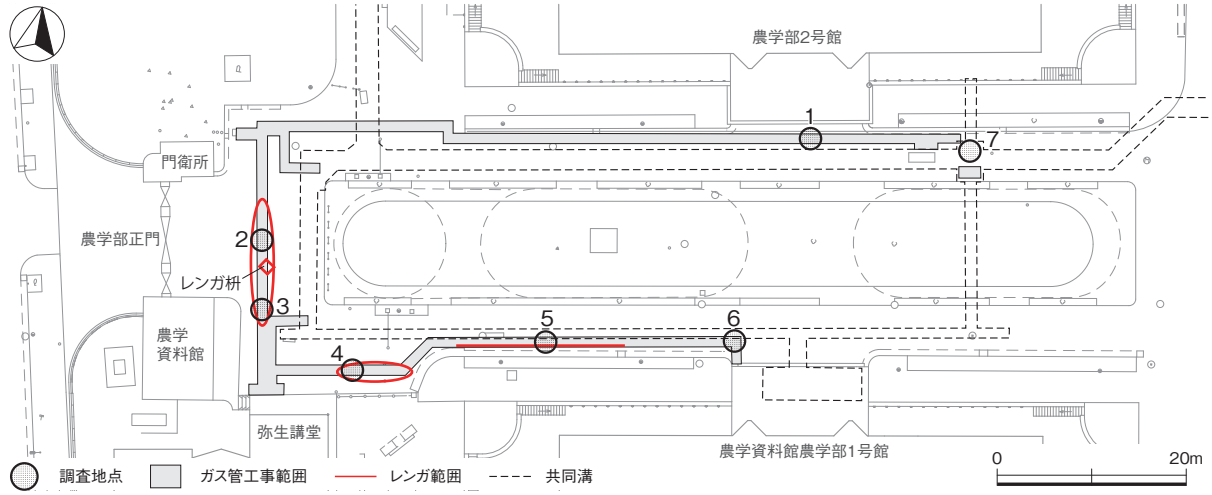 農学部2号館
1
7
門衛所
2
農学部正門
レンガ枡
3
5
6
農学
資料館
4
弥生講堂
農学資料館農学部1号館
0 20m
調査地点 ガス管工事範囲 レンガ範囲 共同溝